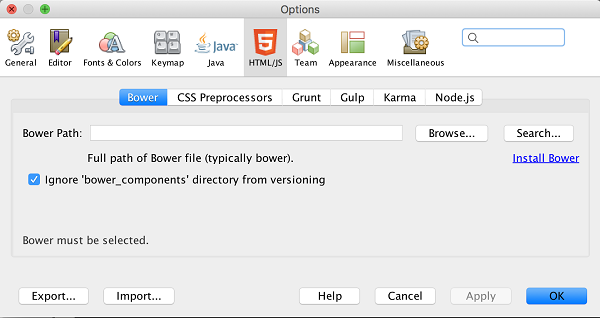 Options
General Editor Fonts & Colors Keymap Java HTML/JS Team Appearance Miscellaneous
Bower CSS Preprocessors Grunt Gulp Karma Node.js
Bower Path: Browse... Search...
Full path of Bower file (typically bower). Install Bower
Ignore 'bower_components' directory from versioning
Bower must be selected.
Export... Import... Help Cancel Apply OK